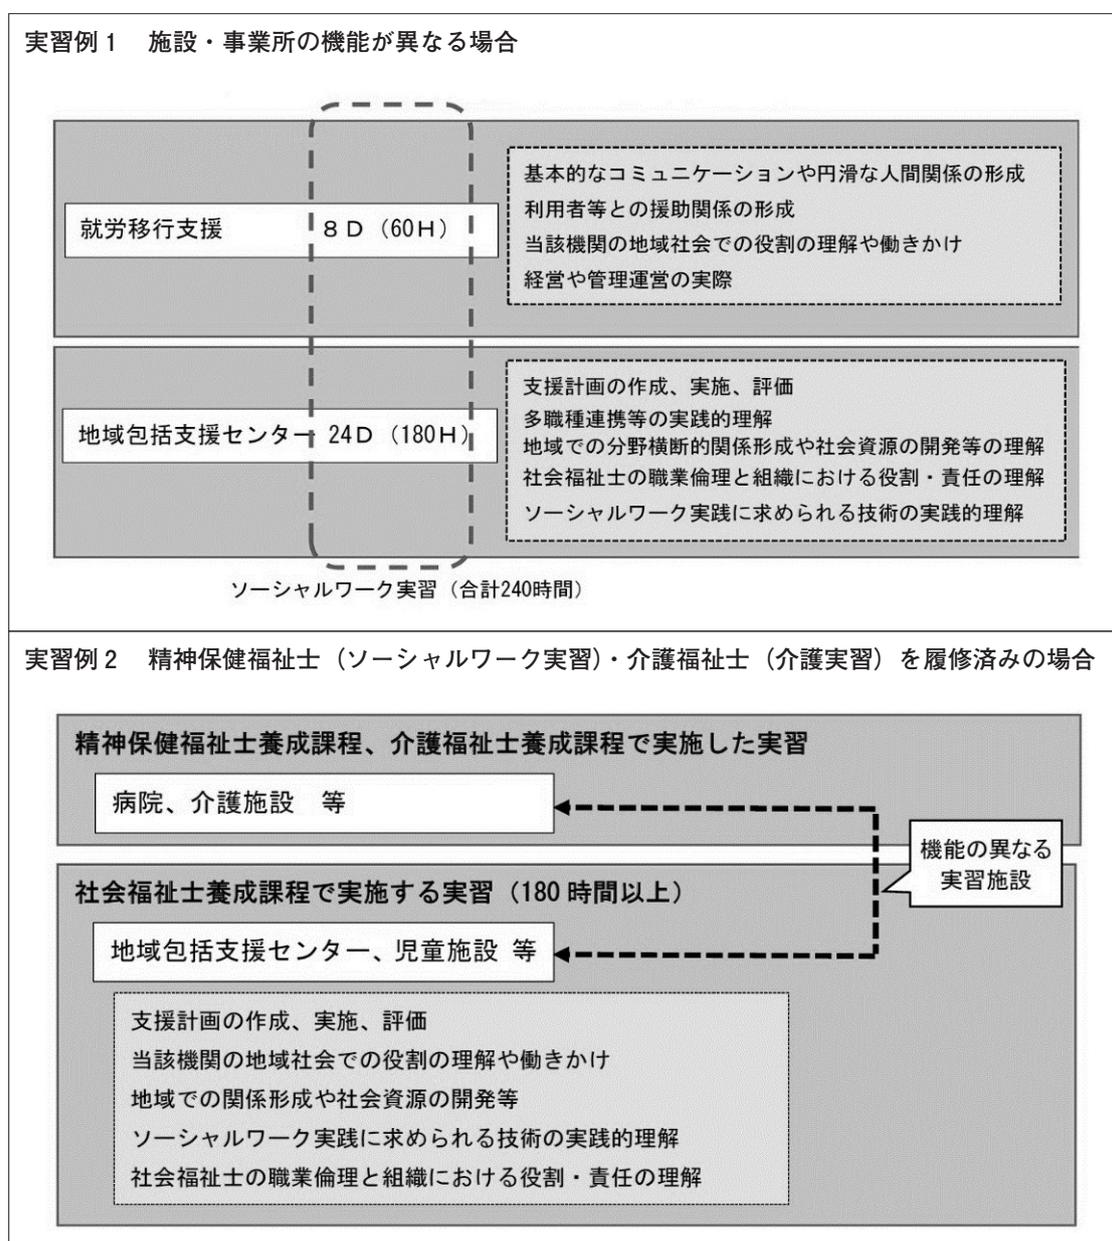 実習例1　施設・事業所の機能が異なる場合
就労移行支援　8D（60H）
基本的なコミュニケーションや円滑な人間関係の形成
利用者等との援助関係の形成
当該機関の地域社会での役割の理解や働きかけ
経営や管理運営の実際
地域包括支援センター 24D（180H）
支援計画の作成、実施、評価
多職種連携等の実践的理解
地域での分野横断的関係形成や社会資源の開発等の理解
社会福祉士の職業倫理と組織における役割・責任の理解
ソーシャルワーク実践に求められる技術の実践的理解
ソーシャルワーク実習（合計240時間）
実習例2　精神保健福祉士（ソーシャルワーク実習）・介護福祉士（介護実習）を履修済みの場合
精神保健福祉士養成課程、介護福祉士養成課程で実施した実習
病院、介護施設　等
機能の異なる
実習施設
社会福祉士養成課程で実施する実習（180時間以上）
地域包括支援センター、児童施設 等
支援計画の作成、実施、評価
当該機関の地域社会での役割の理解や働きかけ
地域での関係形成や社会資源の開発等
ソーシャルワーク実践に求められる技術の実践的理解
社会福祉士の職業倫理と組織における役割・責任の理解